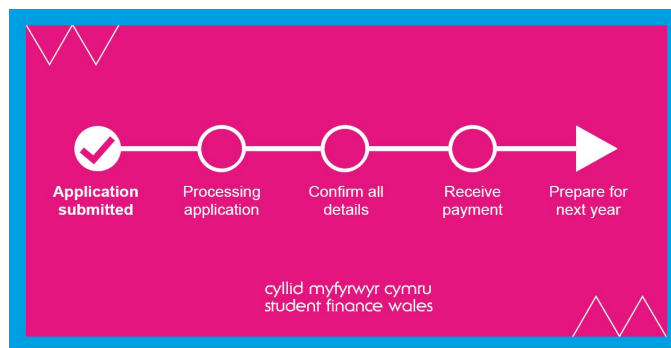 Application
submitted
Processing
application
Confirm all
details
Receive
payment
Prepare for
next year
cyllid myfyrwyr cymru
student finance wales